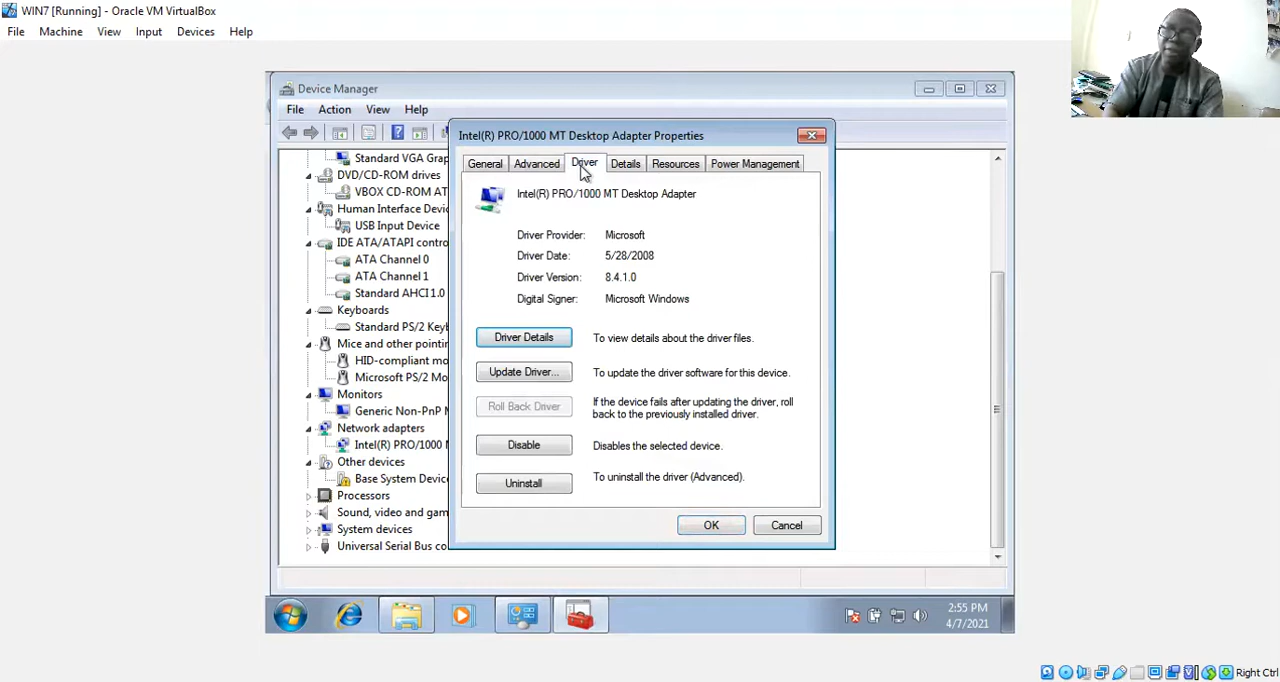 WIN7 [Running] - Oracle VM VirtualBox
File Machine View Input Devices Help
Device Manager
File Action View Help
Standard VGA Grap
DVD/CD-ROM drives
VBOX CD-ROM AT
Human Interface Devi
USB Input Device
IDE ATA/ATAPI contro
ATA Channel 0
ATA Channel 1
Standard AHCI 1.0
Keyboards
Standard PS/2 Keyb
Mice and other pointin
HID-compliant mo
Microsoft PS/2 Mo
Monitors
Generic Non-PnP M
Network adapters
Intel(R) PRO/1000 M
Other devices
Base System Devic
Processors
Sound, video and gam
System devices
Universal Serial Bus co
Intel(R) PRO/1000 MT Desktop Adapter Properties
General Advanced Driver Details Resources Power Management
Intel(R) PRO/1000 MT Desktop Adapter
Driver Provider: Microsoft
Driver Date: 5/28/2008
Driver Version: 8.4.1.0
Digital Signer: Microsoft Windows
Driver Details To view details about the driver files.
Update Driver... To update the driver software for this device.
Roll Back Driver If the device fails after updating the driver, roll
back to the previously installed driver.
Disable Disables the selected device.
Uninstall To uninstall the driver (Advanced).
OK Cancel
2:55 PM
4/7/2021
Right Ctrl